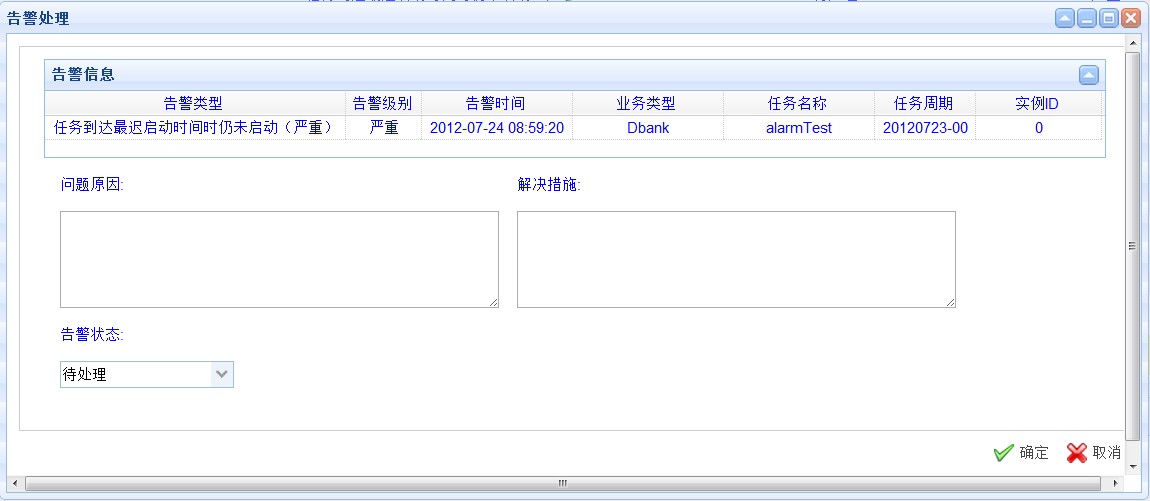 告警处理
告警信息
告警类型 告警级别 告警时间 业务类型 任务名称 任务周期 实例ID
任务到达最迟启动时间时仍未启动（严重） 严重 2012-07-24 08:59:20 Dbank alarmTest 20120723-00 0
问题原因: 解决措施:
告警状态:
待处理
确定 取消